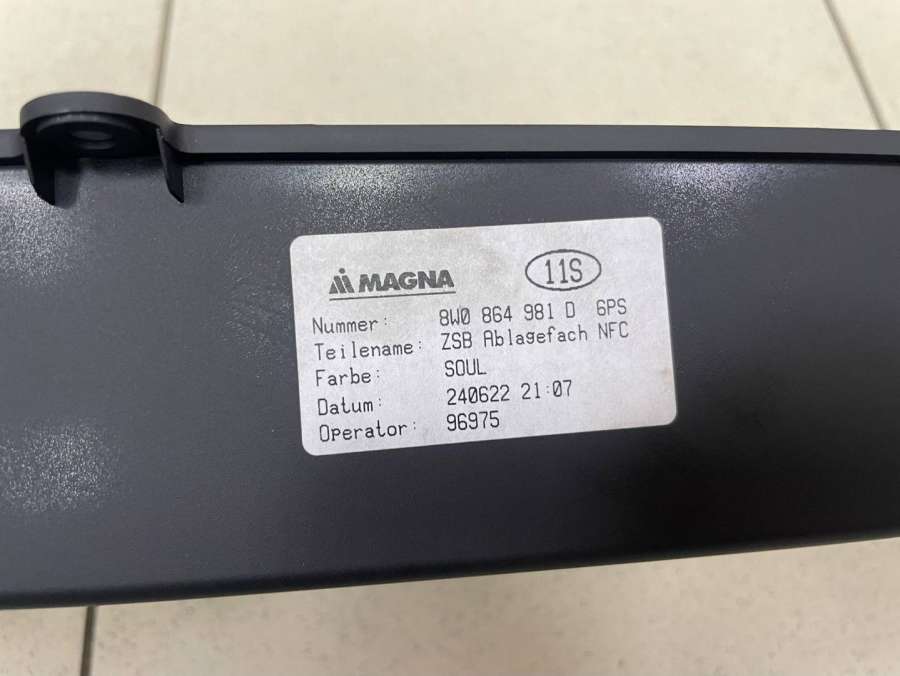 MAGNA
11S
Nummer: 8W0 864 981 D 6PS
Teilename: ZSB Ablagefach NFC
Farbe: SOUL
Datum: 240622 21:07
Operator: 96975